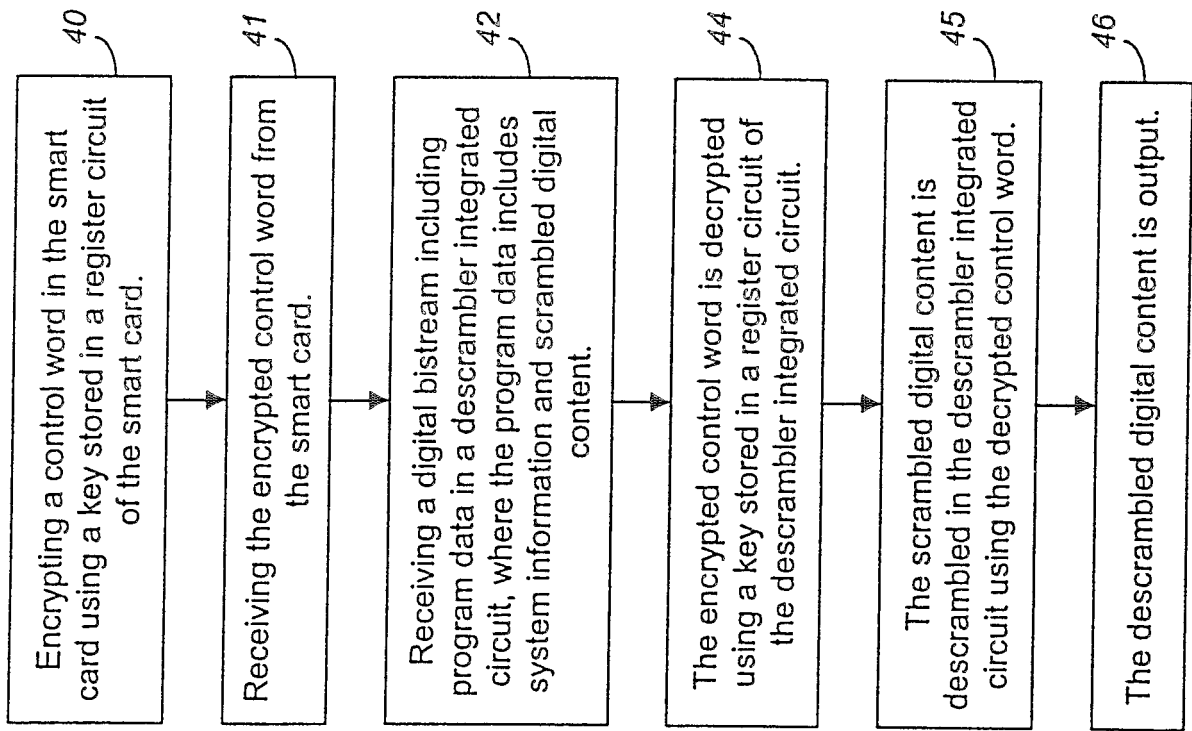 Encrypting a control word in the smart
card using a key stored in a register circuit
of the smart card.
40
Receiving the encrypted control word from
the smart card.
41
Receiving a digital bistream including
program data in a descrambler integrated
circuit, where the program data includes
system information and scrambled digital
content.
42
The encrypted control word is decrypted
using a key stored in a register circuit of
the descrambler integrated circuit.
44
The scrambled digital content is
descrambled in the descrambler integrated
circuit using the decrypted control word.
45
The descrambled digital content is output.
46